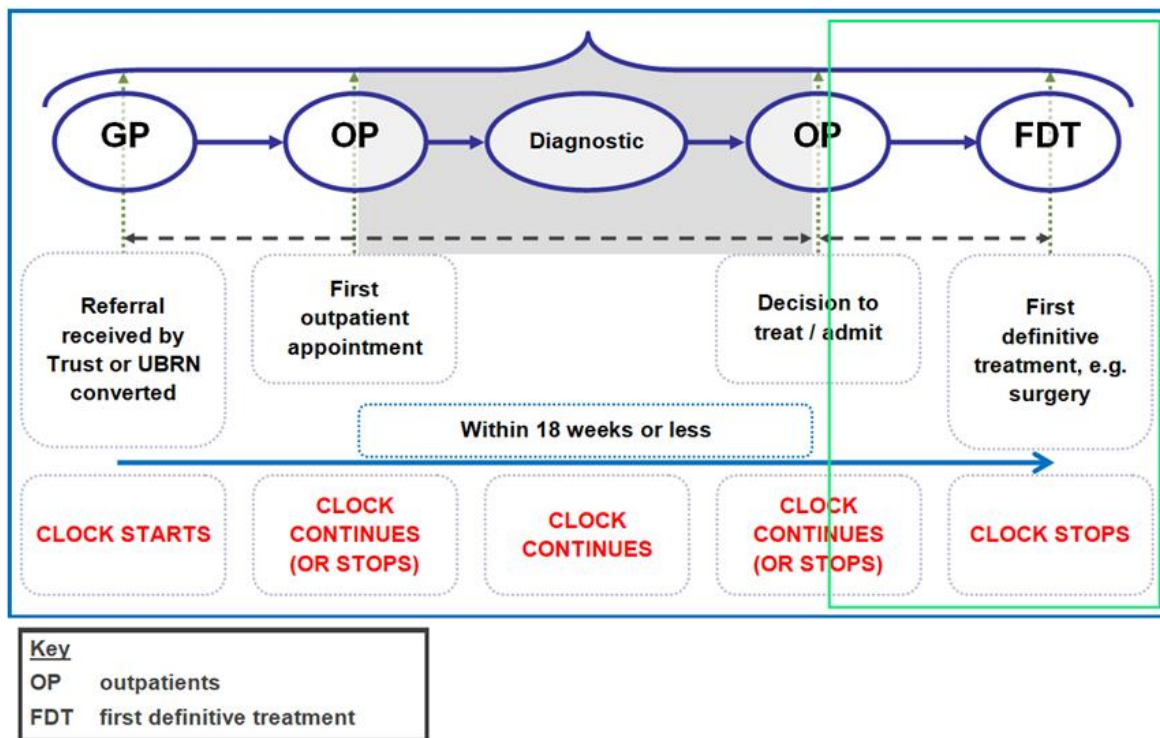 GP
OP
Diagnostic
OP
FDT
Referral
received by
Trust or UBRN
converted
First
outpatient
appointment
Decision to
treat / admit
First
definitive
treatment, e.g.
surgery
Within 18 weeks or less
CLOCK STARTS
CLOCK
CONTINUES
(OR STOPS)
CLOCK
CONTINUES
CLOCK
CONTINUES
(OR STOPS)
CLOCK STOPS
Key
OP outpatients
FDT first definitive treatment